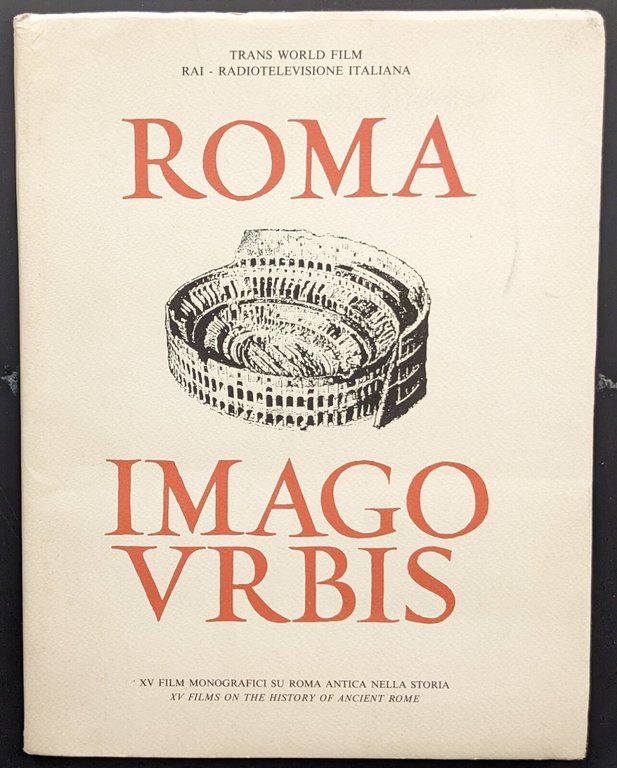 TRANS WORLD FILM
RAI - RADIOTELEVISIONE ITALIANA
ROMA
IMAGO
VRBIS
XV FILM MONOGRAFICI SU ROMA ANTICA NELLA STORIA
XV FILMS ON THE HISTORY OF ANCIENT ROME